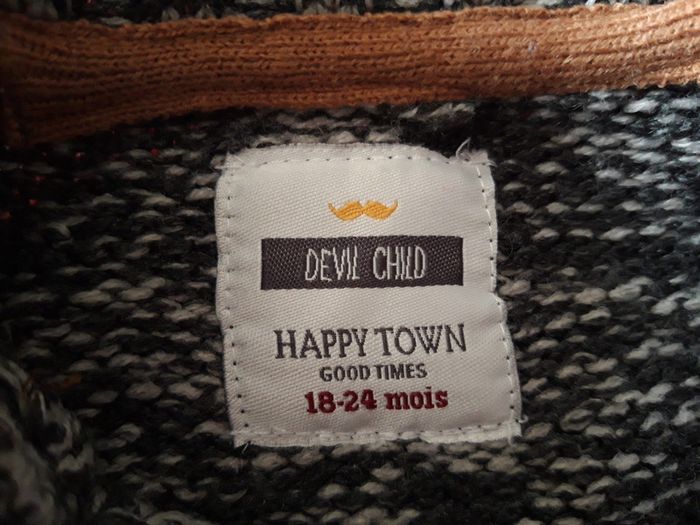 DEVIL CHILD
HAPPY TOWN
GOOD TIMES
18-24 mois